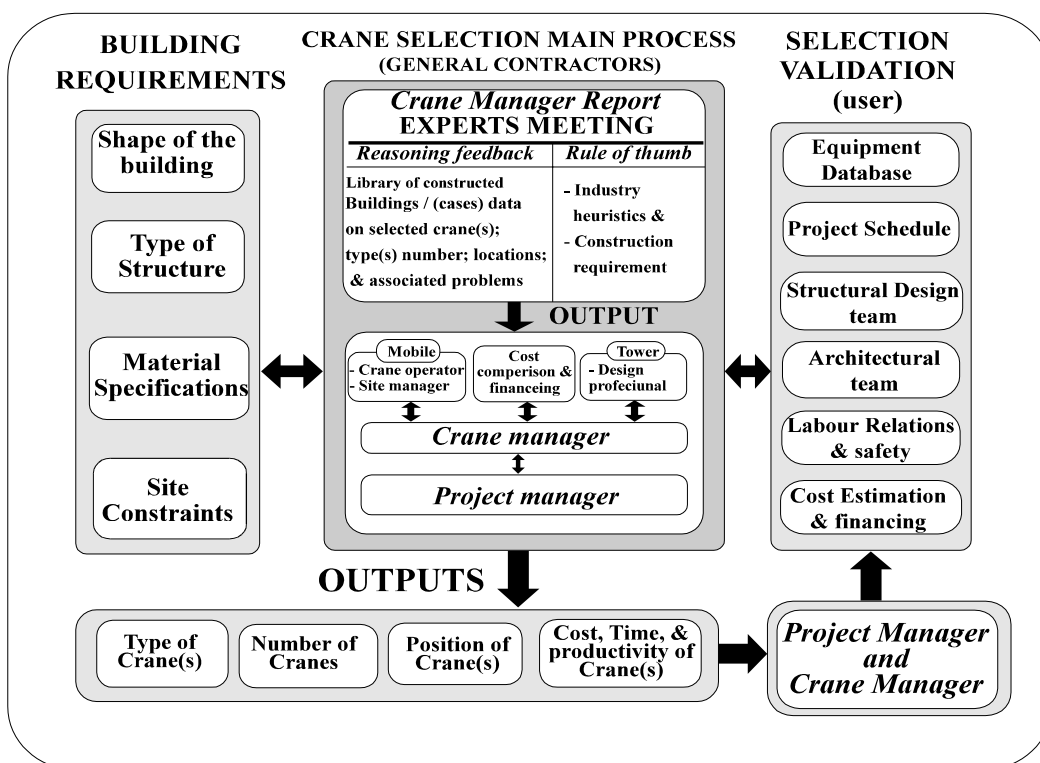 BUILDING
REQUIREMENTS
Shape of the
building
Type of
Structure
Material
Specifications
Site
Constraints
CRANE SELECTION MAIN PROCESS
(GENERAL CONTRACTORS)
Crane Manager Report
EXPERTS MEETING
Reasoning feedback
Library of constructed
Buildings / (cases) data
on selected crane(s);
type(s) number; locations;
& associated problems
Rule of thumb
- Industry
heuristics &
- Construction
requirement
OUTPUT
Mobile
- Crane operator
- Site manager
Cost
comparison &
financeing
Tower
- Design
profeciunal
Crane manager
Project manager
SELECTION
VALIDATION
(user)
Equipment
Database
Project Schedule
Structural Design
team
Architectural
team
Labour Relations
& safety
Cost Estimation
& financing
OUTPUTS
Type of
Crane(s)
Number of
Cranes
Position of
Crane(s)
Cost, Time, &
productivity of
Crane(s)
Project Manager
and
Crane Manager